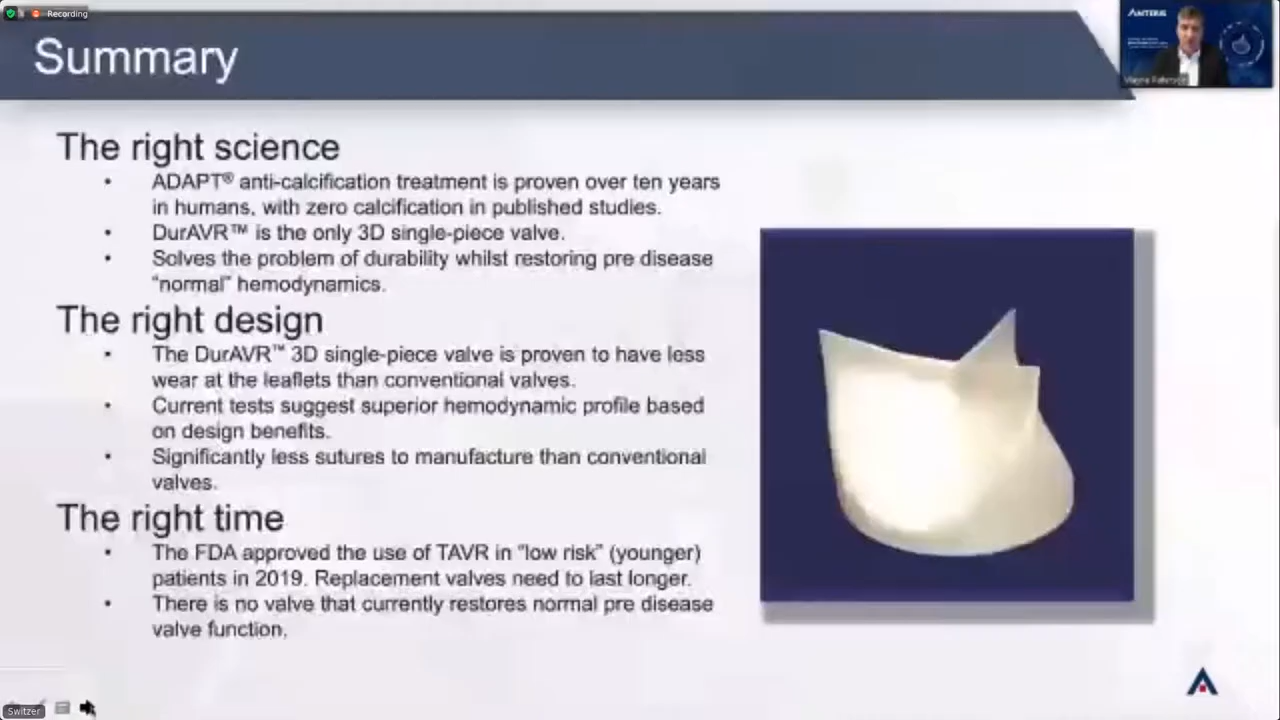 Recording
Summary
ANTERIS
The right science
• ADAPT® anti-calcification treatment is proven over ten years
in humans, with zero calcification in published studies.
• DurAVR™ is the only 3D single-piece valve.
• Solves the problem of durability whilst restoring pre disease
“normal” hemodynamics.
The right design
• The DurAVR™ 3D single-piece valve is proven to have less
wear at the leaflets than conventional valves.
• Current tests suggest superior hemodynamic profile based
on design benefits.
• Significantly less sutures to manufacture than conventional
valves.
The right time
• The FDA approved the use of TAVR in “low risk” (younger)
patients in 2019. Replacement valves need to last longer.
• There is no valve that currently restores normal pre disease
valve function.
Switzer